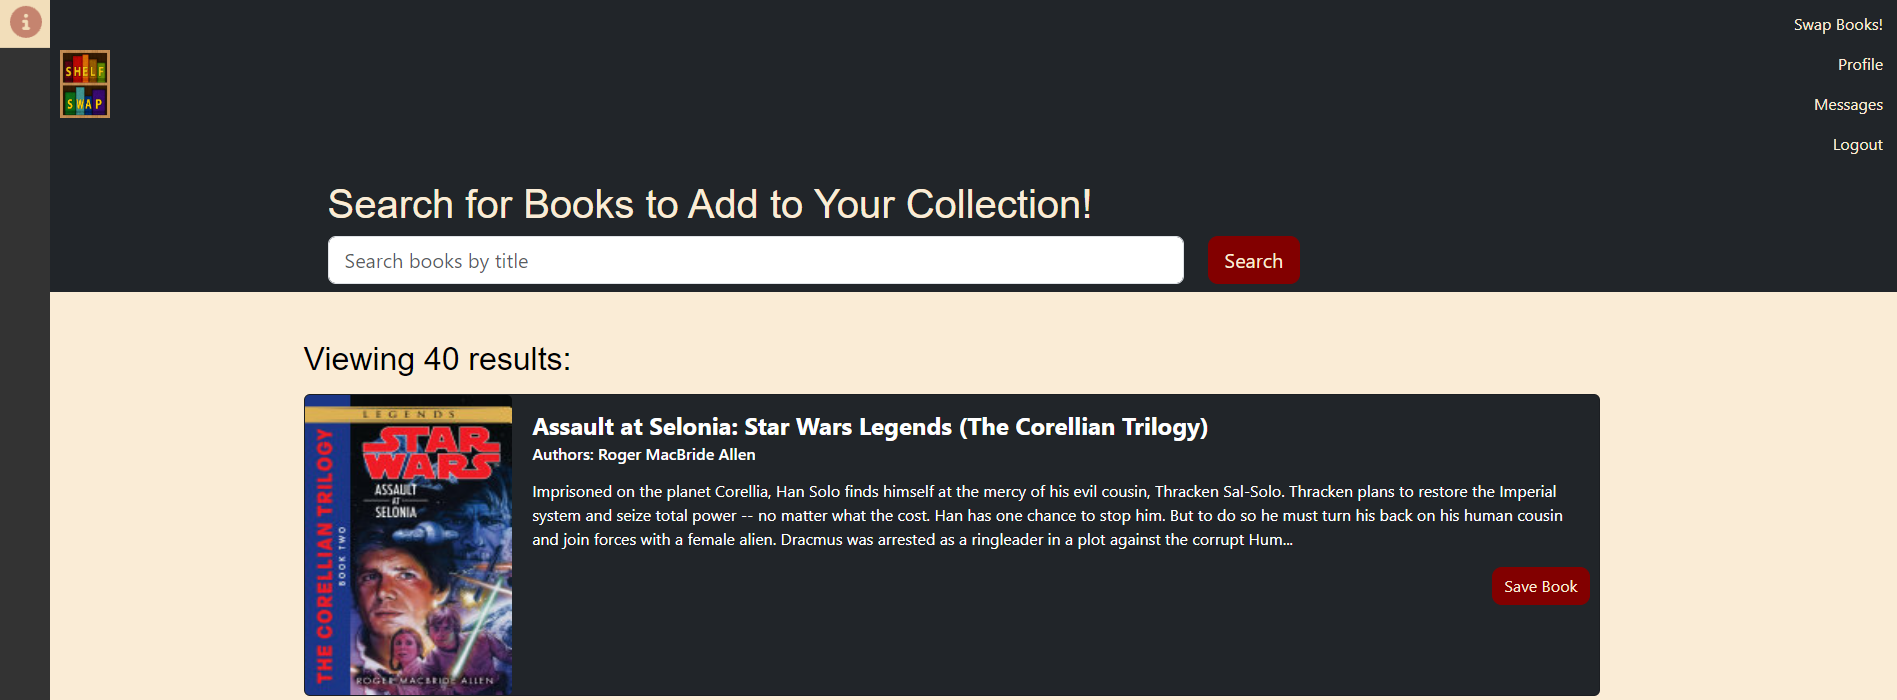 Swap Books!
SHELF
SWAP
Profile
Messages
Logout
Search for Books to Add to Your Collection!
Search books by title
Search
Viewing 40 results:
LEGENDS
STAR
WARS
ASSAULT
AT
SELONIA
THE CORELLIAN TRILOGY
BOOK TWO
ROGER MACBRIDE ALLEN
Assault at Selonia: Star Wars Legends (The Corellian Trilogy)
Authors: Roger MacBride Allen
Imprisoned on the planet Corellia, Han Solo finds himself at the mercy of his evil cousin, Thracken Sal-Solo. Thracken plans to restore the Imperial
system and seize total power -- no matter what the cost. Han has one chance to stop him. But to do so he must turn his back on his human cousin
and join forces with a female alien. Dracmus was arrested as a ringleader in a plot against the corrupt Hum...
Save Book